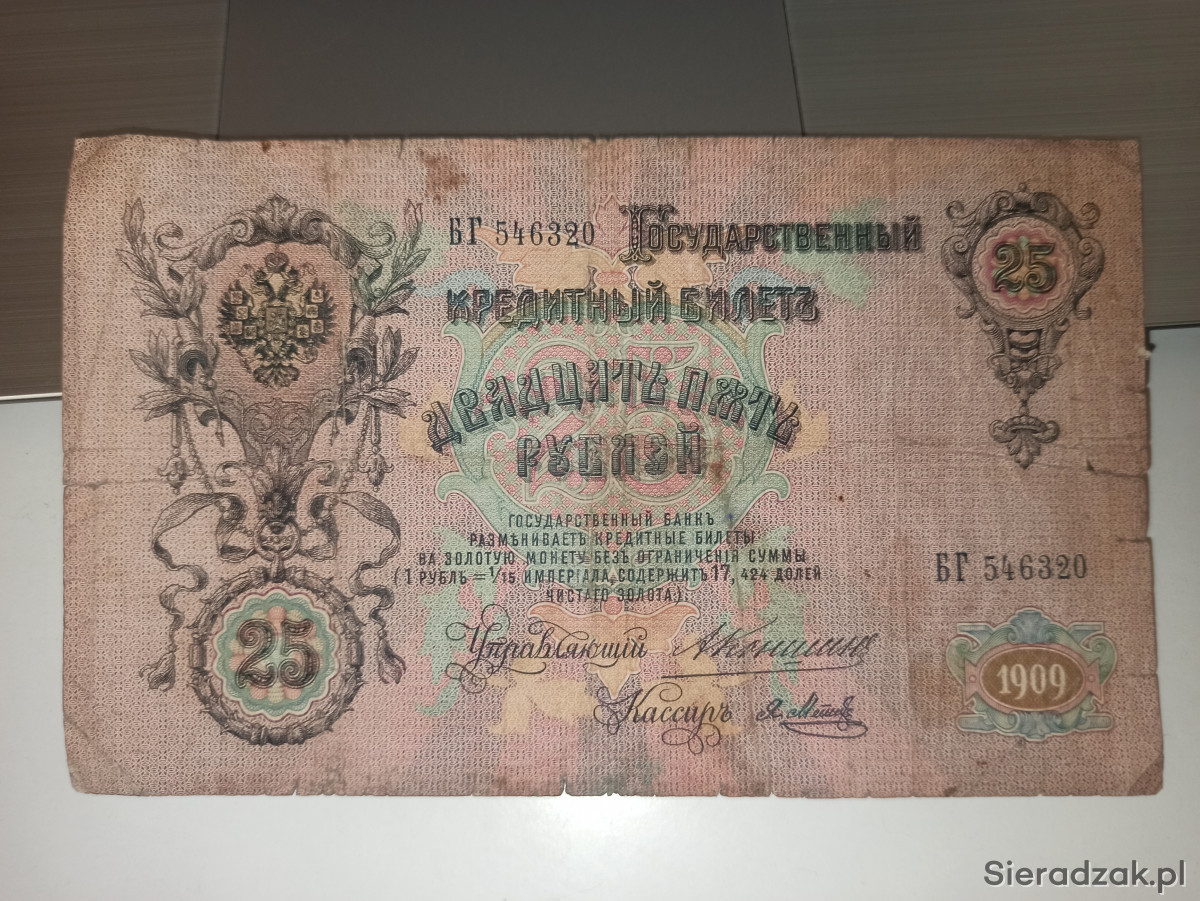 БГ 546320 Государственный
25
Кредитный Билетъ
Двадцать пять
рублей
Государственный Банкъ
размѣниваетъ кредитные билеты
на золотую монету безъ ограниченія суммы
(1 рубль = 1/15 имперіала, содержитъ 17, 424 долей
чистаго золота).
БГ 546320
25
Управляющій АКоншинъ
1909
Кассиръ
Sieradzak.pl